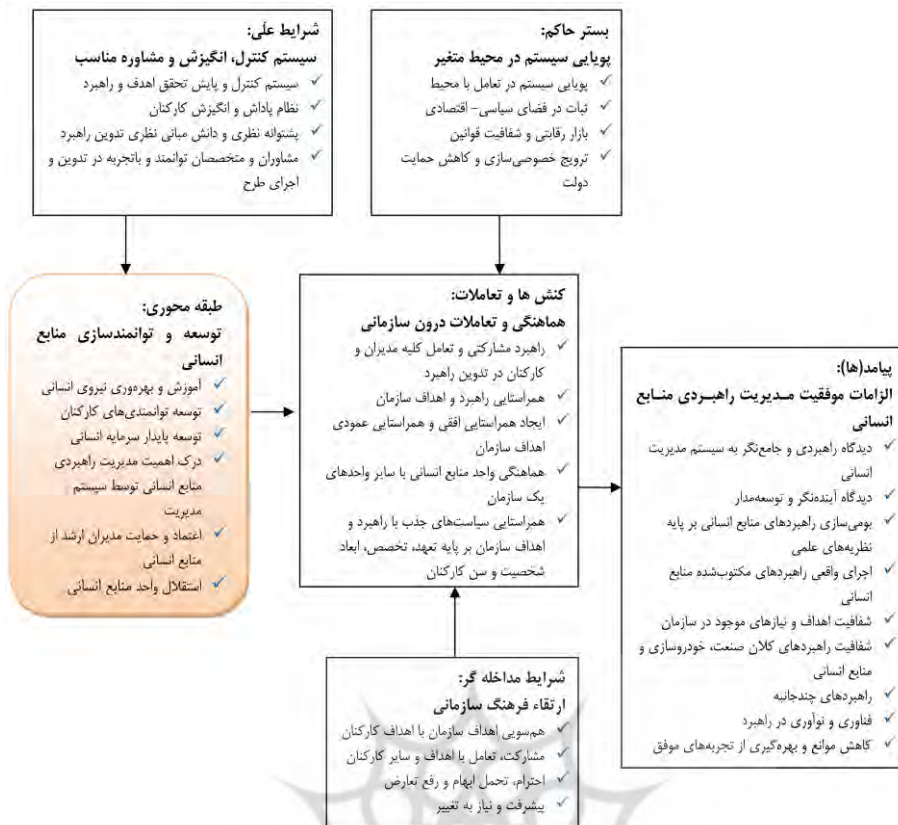 شرایط علّی:
سیستم کنترل، انگیزش و مشاوره مناسب
✓ سیستم کنترل و پایش تحقق اهدف و راهبرد
✓ نظام پاداش و انگیزش کارکنان
✓ پشتوانه نظری و دانش مبانی نظری تدوین راهبرد
✓ مشاوران و متخصصان توانمند و باتجربه در تدوین و
اجرای طرح
بستر حاکم:
پویایی سیستم در محیط متغیر
✓ پویایی سیستم در تعامل با محیط
✓ ثبات در فضای سیاسی- اقتصادی
✓ بازار رقابتی و شفافیت قوانین
✓ ترویج خصوصی‌سازی و کاهش حمایت
دولت
طبقه محوری:
توسعه و توانمندسازی منابع
انسانی
✓ آموزش و بهره‌وری نیروی انسانی
✓ توسعه توانمندی‌های کارکنان
✓ توسعه پایدار سرمایه انسانی
✓ درک اهمیت مدیریت راهبردی
منابع انسانی توسط سیستم
مدیریت
✓ اعتماد و حمایت مدیران ارشد از
منابع انسانی
✓ استقلال واحد منابع انسانی
کنش ها و تعاملات:
هماهنگی و تعاملات درون سازمانی
✓ راهبرد مشارکتی و تعامل کلیه مدیران و
کارکنان در تدوین راهبرد
✓ همراستایی راهبرد و اهداف سازمان
✓ ایجاد همراستایی افقی و همراستایی عمودی
اهداف سازمان
✓ هماهنگی واحد منابع انسانی با سایر واحدهای
یک سازمان
✓ همراستایی سیاست‌های جذب با راهبرد و
اهداف سازمان بر پایه تعهد، تخصص، ابعاد
شخصیت و سن کارکنان
پیامد(ها):
الزامات موفقیت مـدیریت راهبـردی منـابع
انسانی
✓ دیدگاه راهبردی و جامع‌نگر به سیستم مدیریت
انسانی
✓ دیدگاه آینده‌نگر و توسعه‌مدار
✓ بومی‌سازی راهبردهای منابع انسانی بر پایه
نظریه‌های علمی
✓ اجرای واقعی راهبردهای مکتوب‌شده منابع
انسانی
✓ شفافیت اهداف و نیازهای موجود در سازمان
✓ شفافیت راهبردهای کلان صنعت، خودروسازی و
منابع انسانی
✓ راهبردهای چندجانبه
✓ فناوری و نوآوری در راهبرد
✓ کاهش موانع و بهره‌گیری از تجربه‌های موفق
شرایط مداخله گر:
ارتقاء فرهنگ سازمانی
✓ هم‌سویی اهداف سازمان با اهداف کارکنان
✓ مشارکت، تعامل با اهداف و سایر کارکنان
✓ احترام، تحمل ابهام و رفع تعارض
✓ پیشرفت و نیاز به تغییر